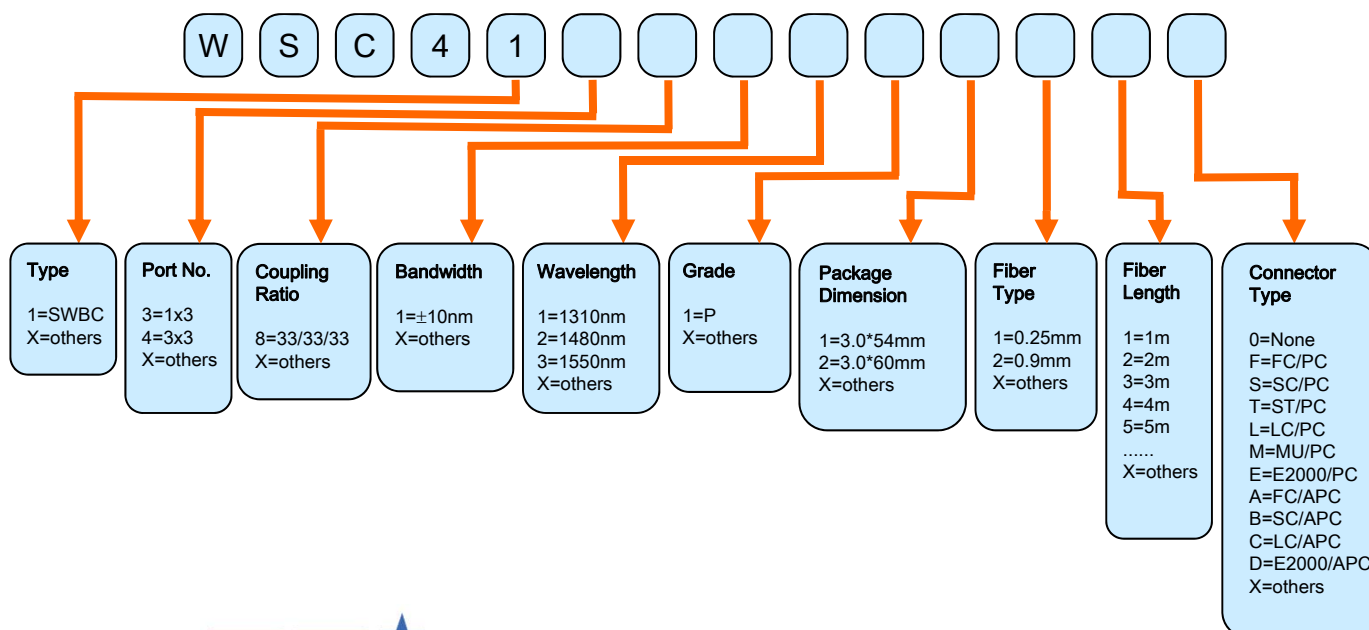 W S C 4 1
Type
1=SWBC
X=others
Port No.
3=1x3
4=3x3
X=others
Coupling
Ratio
8=33/33/33
X=others
Bandwidth
1=±10nm
X=others
Wavelength
1=1310nm
2=1480nm
3=1550nm
X=others
Grade
1=P
X=others
Package
Dimension
1=3.0*54mm
2=3.0*60mm
X=others
Fiber
Type
1=0.25mm
2=0.9mm
X=others
Fiber
Length
1=1m
2=2m
3=3m
4=4m
5=5m
......
X=others
Connector
Type
0=None
F=FC/PC
S=SC/PC
T=ST/PC
L=LC/PC
M=MU/PC
E=E2000/PC
A=FC/APC
B=SC/APC
C=LC/APC
D=E2000/APC
X=others